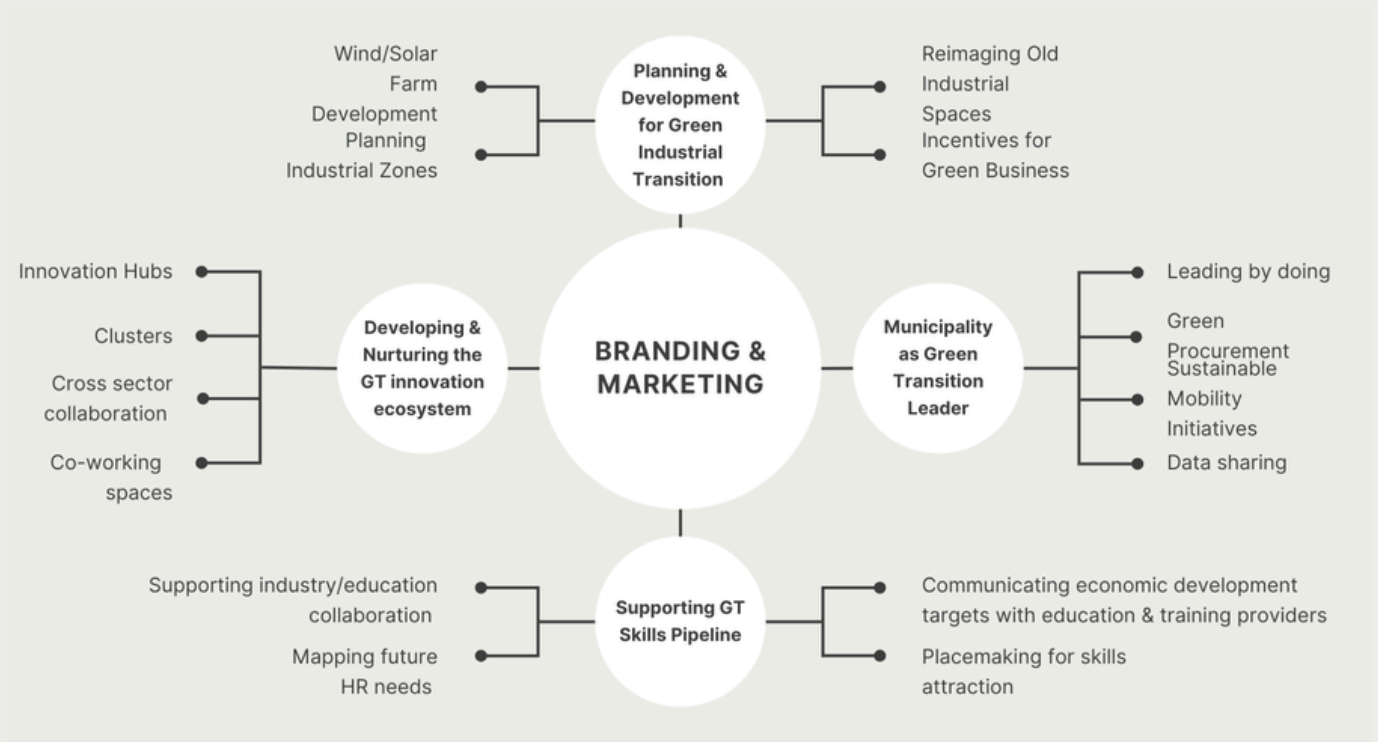 Wind/Solar
Farm
Development
Planning
Industrial Zones
Planning &
Development
for Green
Industrial
Transition
Reimaging Old
Industrial
Spaces
Incentives for
Green Business
Innovation Hubs
Clusters
Cross sector
collaboration
Co-working
spaces
Developing &
Nurturing the
GT innovation
ecosystem
BRANDING &
MARKETING
Municipality
as Green
Transition
Leader
Leading by doing
Green
Procurement
Sustainable
Mobility
Initiatives
Data sharing
Supporting industry/education
collaboration
Mapping future
HR needs
Supporting GT
Skills Pipeline
Communicating economic development
targets with education & training providers
Placemaking for skills
attraction